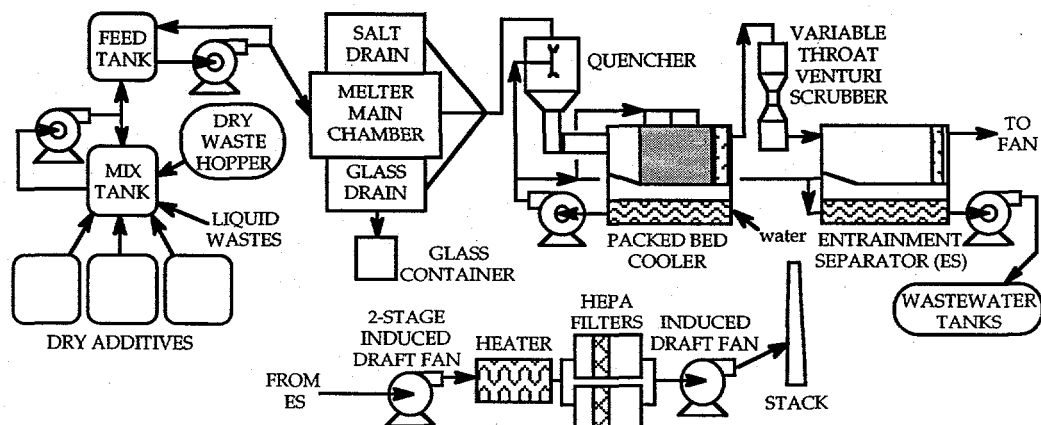 FEED
TANK
DRY
WASTE
HOPPER
MIX
TANK
LIQUID
WASTES
DRY ADDITIVES
SALT
DRAIN
MELTER
MAIN
CHAMBER
GLASS
DRAIN
GLASS
CONTAINER
QUENCHER
PACKED BED
COOLER
water
VARIABLE
THROAT
VENTURI
SCRUBBER
TO
FAN
ENTRAINMENT
SEPARATOR (ES)
WASTEWATER
TANKS
FROM
ES
2-STAGE
INDUCED
DRAFT FAN
HEATER
HEPA
FILTERS
INDUCED
DRAFT FAN
STACK